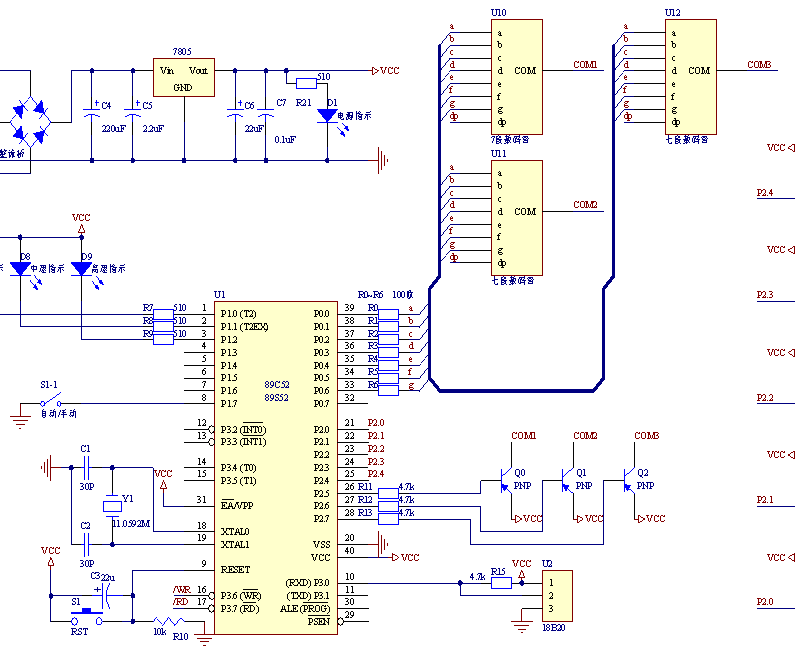 7805
Vin
Vout
GND
C4
220uF
C5
2.2uF
C6
22uF
C7
0.1uF
R21
510
D1
电源指示
VCC
U10
a
b
c
d
e
f
g
dp
a
b
c
d
e
f
g
dp
COM
COM1
7段数码管
U12
a
b
c
d
e
f
g
dp
a
b
c
d
e
f
g
dp
COM
COM3
七段数码管
U11
a
b
c
d
e
f
g
dp
a
b
c
d
e
f
g
dp
COM
COM2
七段数码管
VCC
P2.4
VCC
P2.3
VCC
P2.2
VCC
P2.1
VCC
P2.0
VCC
D8
中温指示
D9
高温指示
R7
510
R8
510
R9
510
S1-1
自动/手动
U1
89C52
89S52
1
P1.0 (T2)
2
P1.1 (T2EX)
3
P1.2
4
P1.3
5
P1.4
6
P1.5
7
P1.6
8
P1.7
12
P3.2 (INT0)
13
P3.3 (INT1)
14
P3.4 (T0)
15
P3.5 (T1)
31
EA/VPP
18
XTAL0
19
XTAL1
9
RESET
/WR
16
P3.6 (WR)
/RD
17
P3.7 (RD)
R0--R6
P0.0
39
R0
a
P0.1
38
R1
b
P0.2
37
R2
c
P0.3
36
R3
d
P0.4
35
R4
e
P0.5
34
R5
f
P0.6
33
R6
g
P0.7
32
P2.0
21
P2.0
P2.1
22
P2.1
P2.2
23
P2.2
P2.3
24
P2.3
P2.4
25
P2.4
P2.5
26
R11
4.7k
P2.6
27
R12
4.7k
P2.7
28
R13
4.7k
VSS
20
VCC
40
VCC
(RXD) P3.0
10
(TXD) P3.1
11
ALE (PROG)
30
PSEN
29
COM1
Q0
PNP
VCC
COM2
Q1
PNP
VCC
COM3
Q2
PNP
VCC
4.7k
R15
VCC
U2
1
2
3
18B20
C1
30P
Y1
11.0592M
C2
30P
VCC
VCC
C3
22u
S1
RST
10k
R10